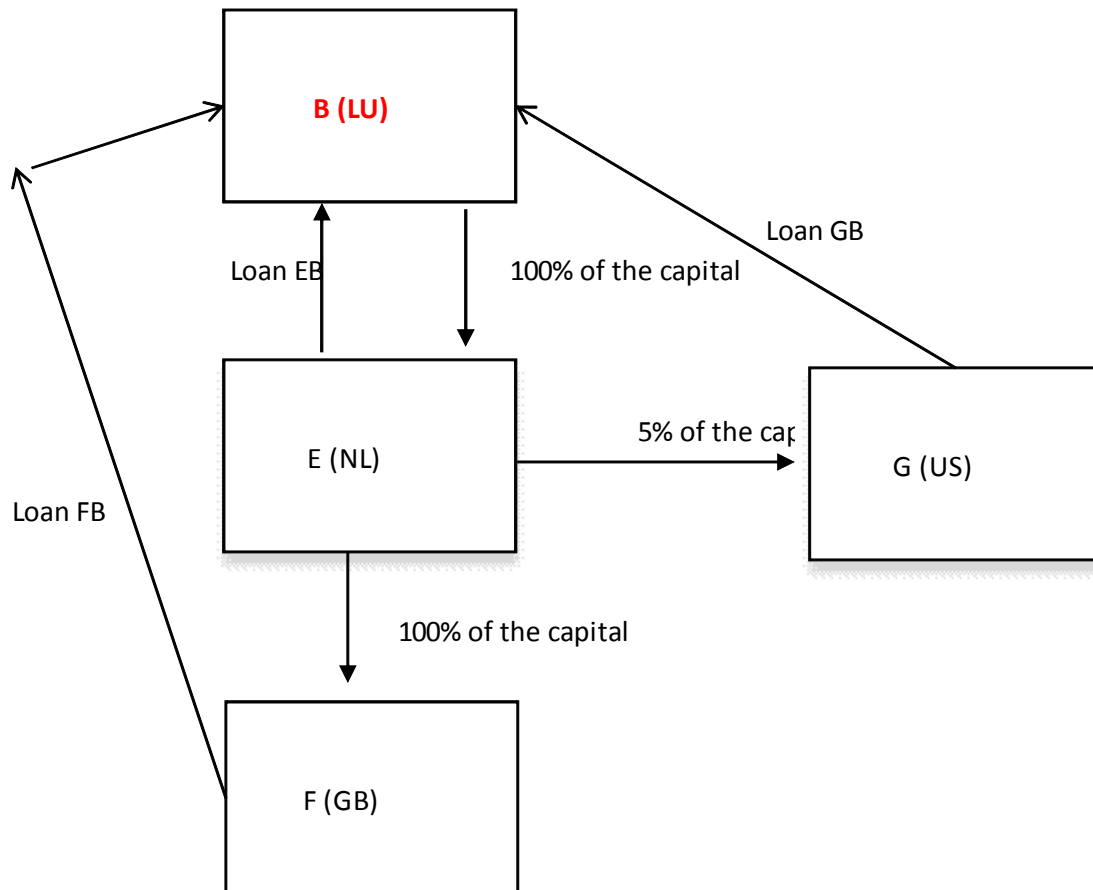 B (LU)
Loan GB
Loan EB
100% of the capital
5% of the cap
E (NL)
G (US)
Loan FB
100% of the capital
F (GB)